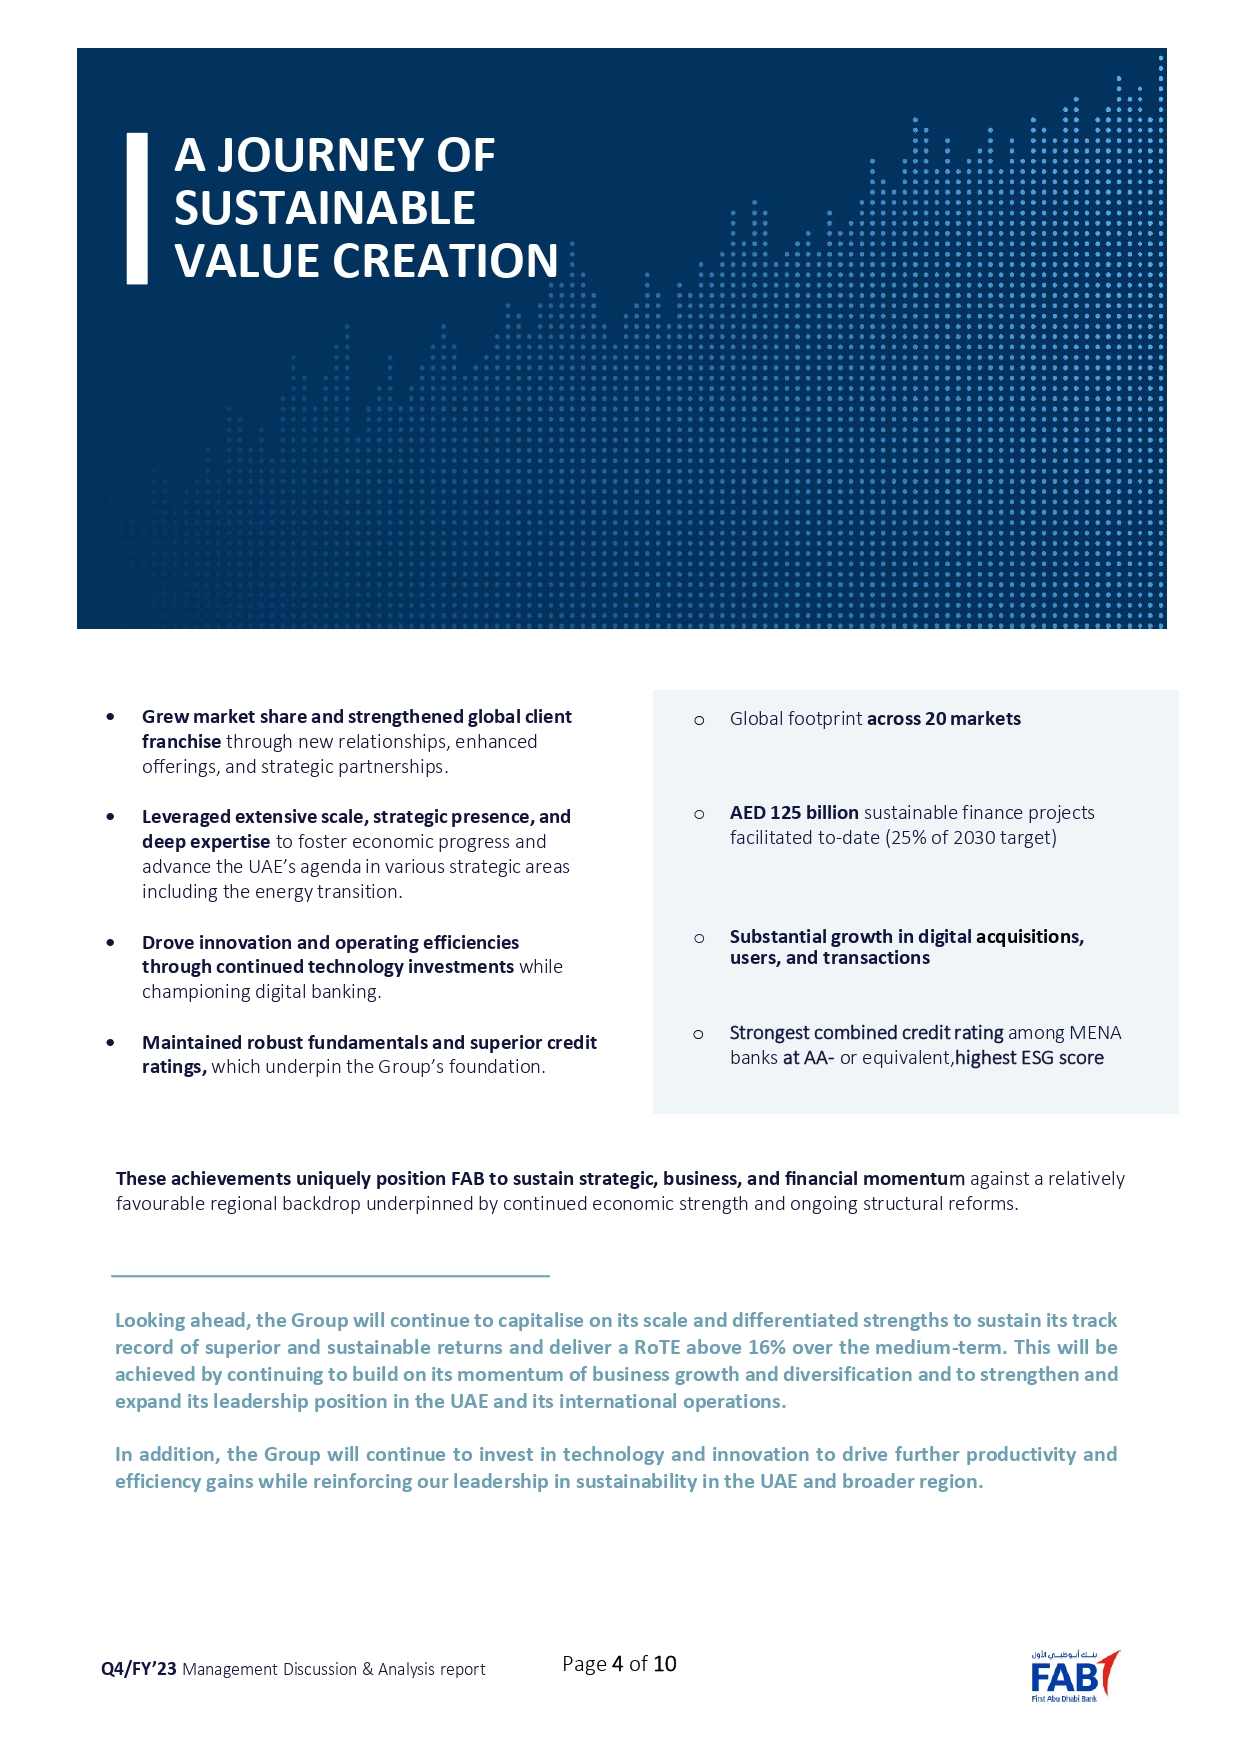 A JOURNEY OF
SUSTAINABLE
VALUE CREATION
• Grew market share and strengthened global client
franchise through new relationships, enhanced
offerings, and strategic partnerships.
• Leveraged extensive scale, strategic presence, and
deep expertise to foster economic progress and
advance the UAE’s agenda in various strategic areas
including the energy transition.
• Drove innovation and operating efficiencies
through continued technology investments while
championing digital banking.
• Maintained robust fundamentals and superior credit
ratings, which underpin the Group’s foundation.
o Global footprint across 20 markets
o AED 125 billion sustainable finance projects
facilitated to-date (25% of 2030 target)
o Substantial growth in digital acquisitions,
users, and transactions
o Strongest combined credit rating among MENA
banks at AA- or equivalent,highest ESG score
These achievements uniquely position FAB to sustain strategic, business, and financial momentum against a relatively
favourable regional backdrop underpinned by continued economic strength and ongoing structural reforms.
Looking ahead, the Group will continue to capitalise on its scale and differentiated strengths to sustain its track
record of superior and sustainable returns and deliver a RoTE above 16% over the medium-term. This will be
achieved by continuing to build on its momentum of business growth and diversification and to strengthen and
expand its leadership position in the UAE and its international operations.
In addition, the Group will continue to invest in technology and innovation to drive further productivity and
efficiency gains while reinforcing our leadership in sustainability in the UAE and broader region.
Q4/FY’23 Management Discussion & Analysis report
Page 4 of 10
بنك أبوظبي الأول
FAB
First Abu Dhabi Bank